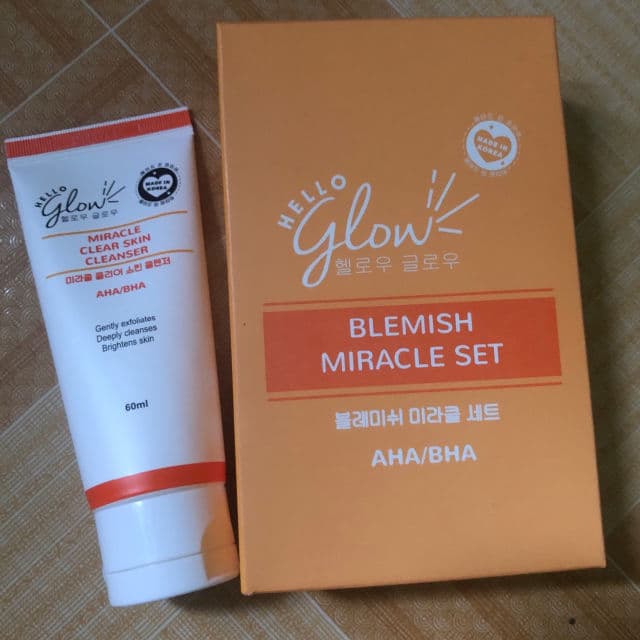 HELLO
Glow
헬로우 글로우
MADE IN
KOREA
MIRACLE
CLEAR SKIN
CLEANSER
미라클 클리어 스킨 클렌저
AHA/BHA
Gently exfoliates
Deeply cleanses
Brightens skin
60ml
HELLO
Glow
헬로우 글로우
MADE IN
KOREA
BLEMISH
MIRACLE SET
블레미쉬 미라클 세트
AHA/BHA